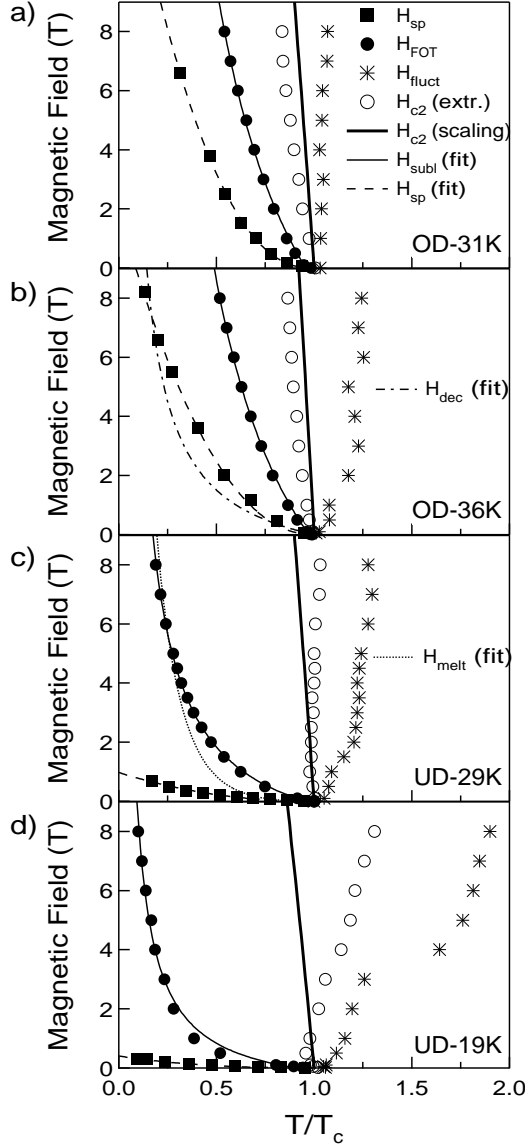 a)
Magnetic Field (T)
8
6
4
2
0
H_sp
H_FOT
H_fluct
H_c2 (extr.)
H_c2 (scaling)
H_subl (fit)
H_sp (fit)
OD-31K
b)
Magnetic Field (T)
8
6
4
2
0
H_dec (fit)
OD-36K
c)
Magnetic Field (T)
8
6
4
2
0
H_melt (fit)
UD-29K
d)
Magnetic Field (T)
8
6
4
2
0
UD-19K
0.0 0.5 1.0 1.5 2.0
T/T_c